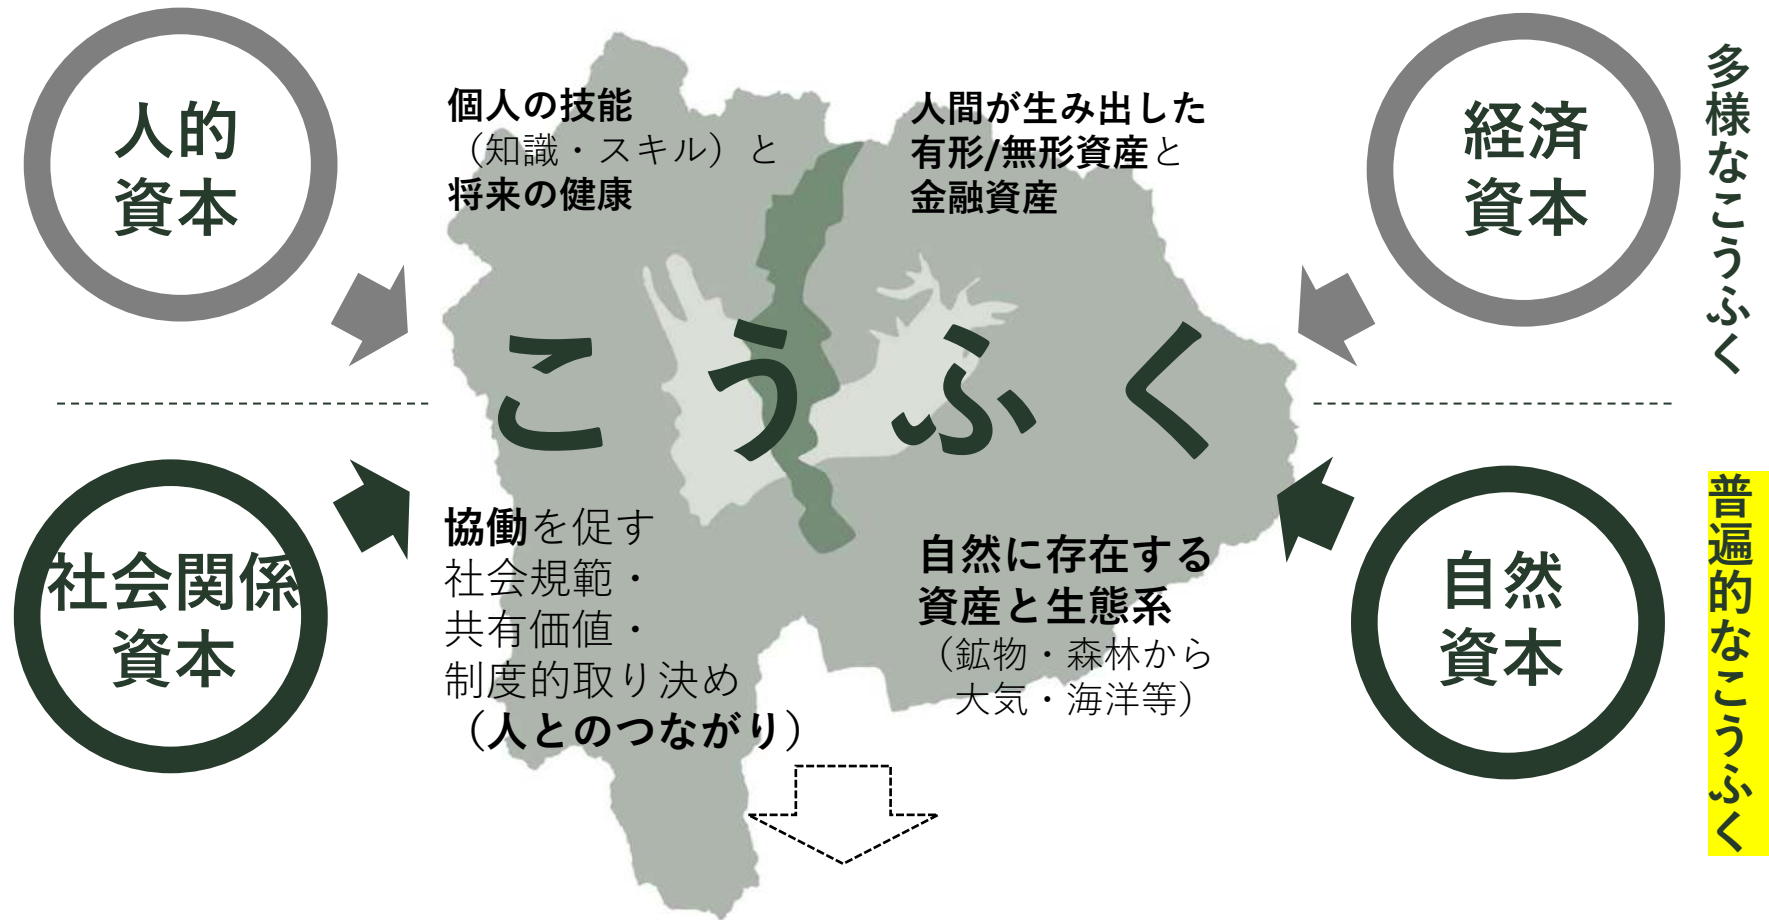 人的
資本
個人の技能
（知識・スキル）と
将来の健康
人間が生み出した
有形/無形資産と
金融資産
経済
資本
多様なこうふく
こうふく
社会関係
資本
協働を促す
社会規範・
共有価値・
制度的取り決め
（人とのつながり）
自然に存在する
資産と生態系
（鉱物・森林から
大気・海洋等）
自然
資本
普遍的なこうふく